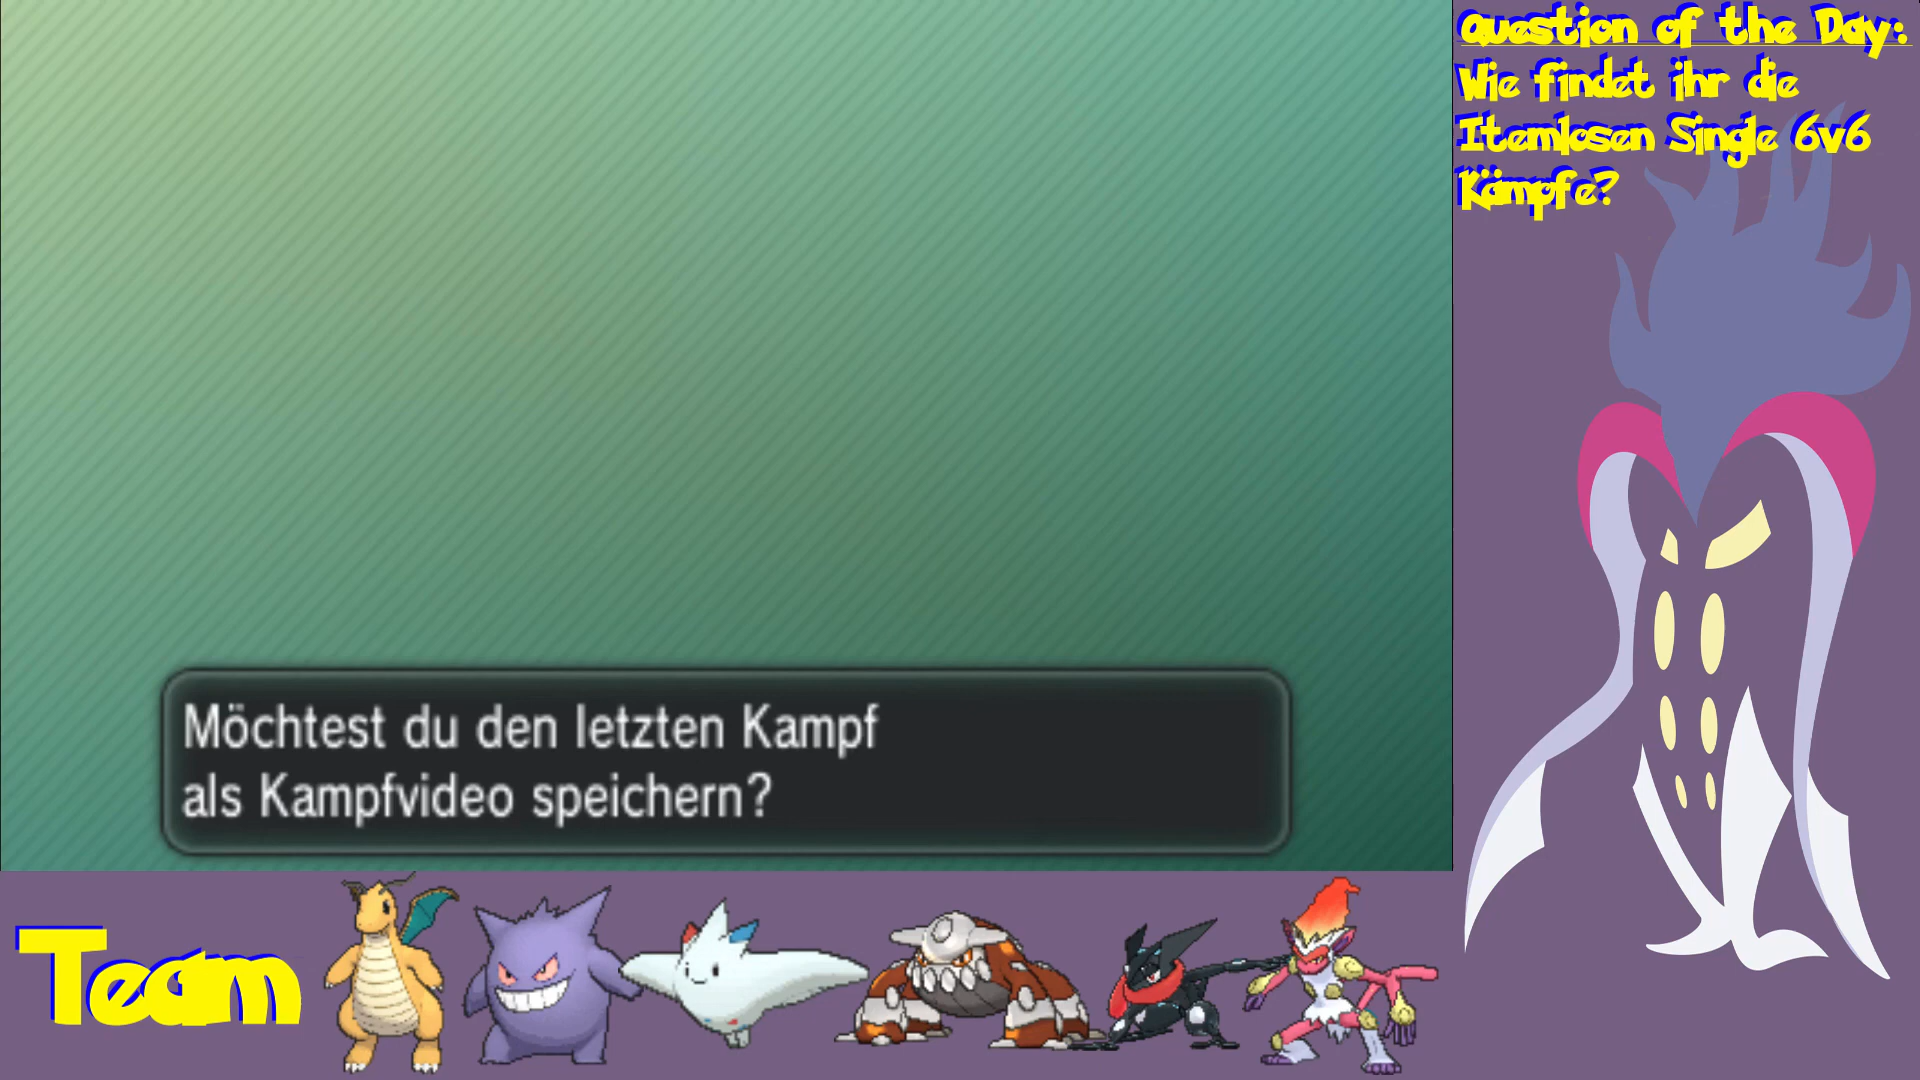 Question of the Day:
Wie findet ihr die
Itemlosen Single 6v6
Kämpfe?
Möchtest du den letzten Kampf
als Kampfvideo speichern?
Team